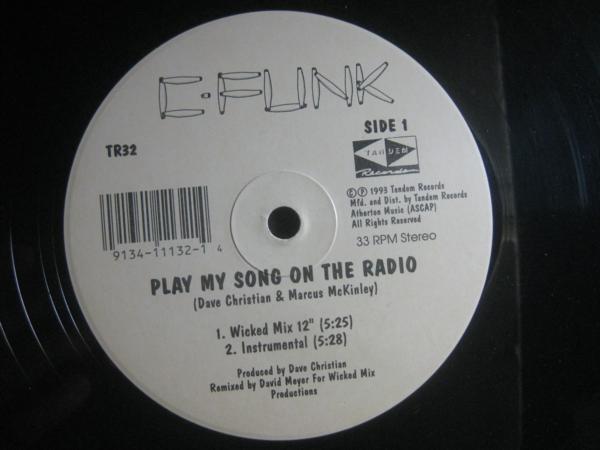 C·FUNK
SIDE 1
TR32
TANDEM
Records
© ℗ 1993 Tandem Records
Mfd. and Dist. by Tandem Records
Atherton Music (ASCAP)
All Rights Reserved
33 RPM Stereo
9134-11132-1 4
PLAY MY SONG ON THE RADIO
(Dave Christian & Marcus McKinley)
1. Wicked Mix 12" (5:25)
2. Instrumental (5:28)
Produced by Dave Christian
Remixed by David Meyer For Wicked Mix
Productions